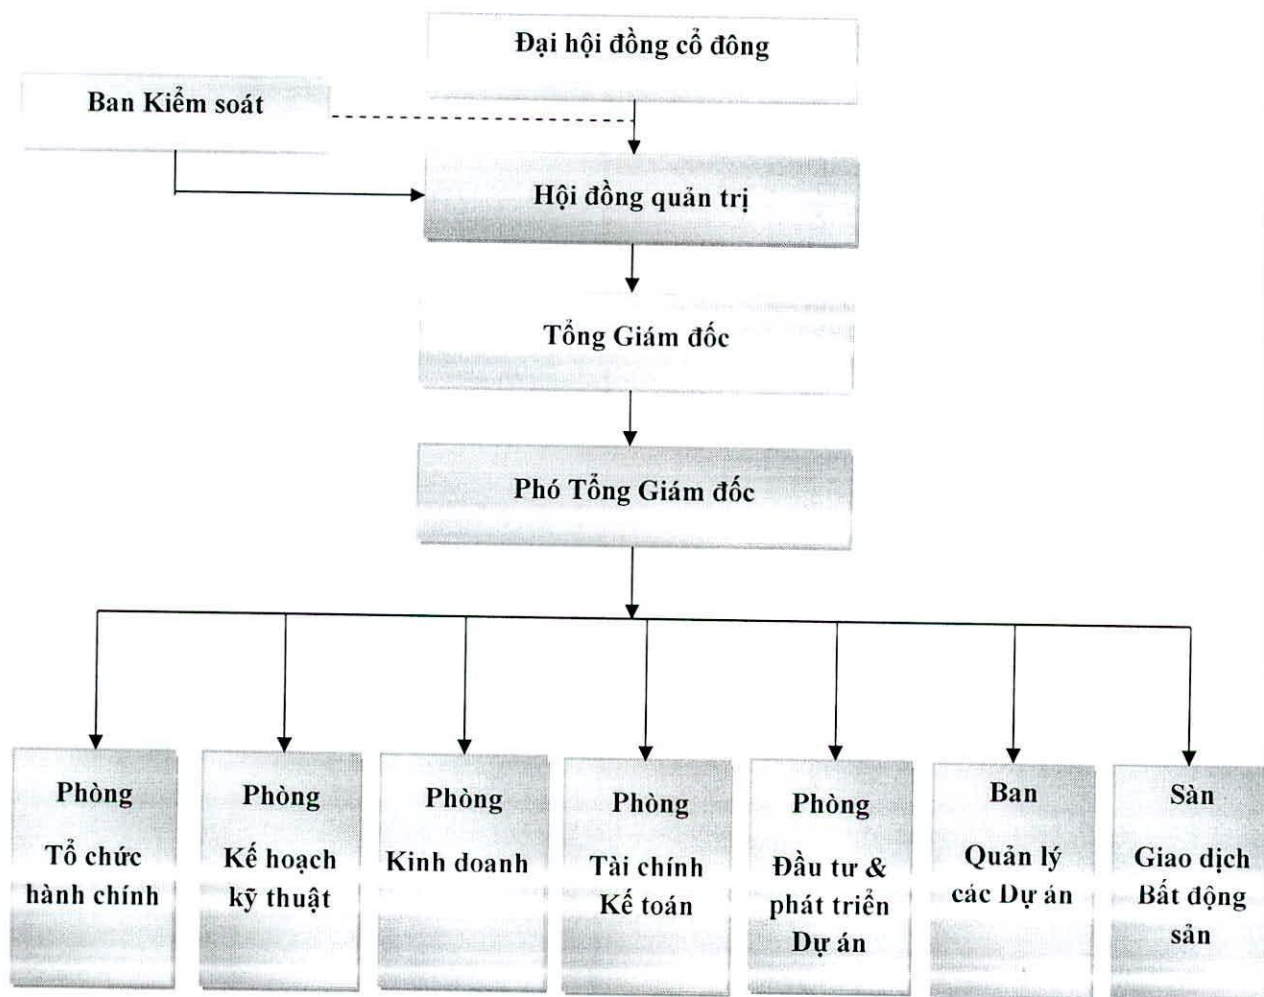 Đại hội đồng cổ đông
Ban Kiểm soát
Hội đồng quản trị
Tổng Giám đốc
Phó Tổng Giám đốc
Phòng
Tổ chức
hành chính
Phòng
Kế hoạch
kỹ thuật
Phòng
Kinh doanh
Phòng
Tài chính
Kế toán
Phòng
Đầu tư &
phát triển
Dự án
Ban
Quản lý
các Dự án
Sàn
Giao dịch
Bất động
sản